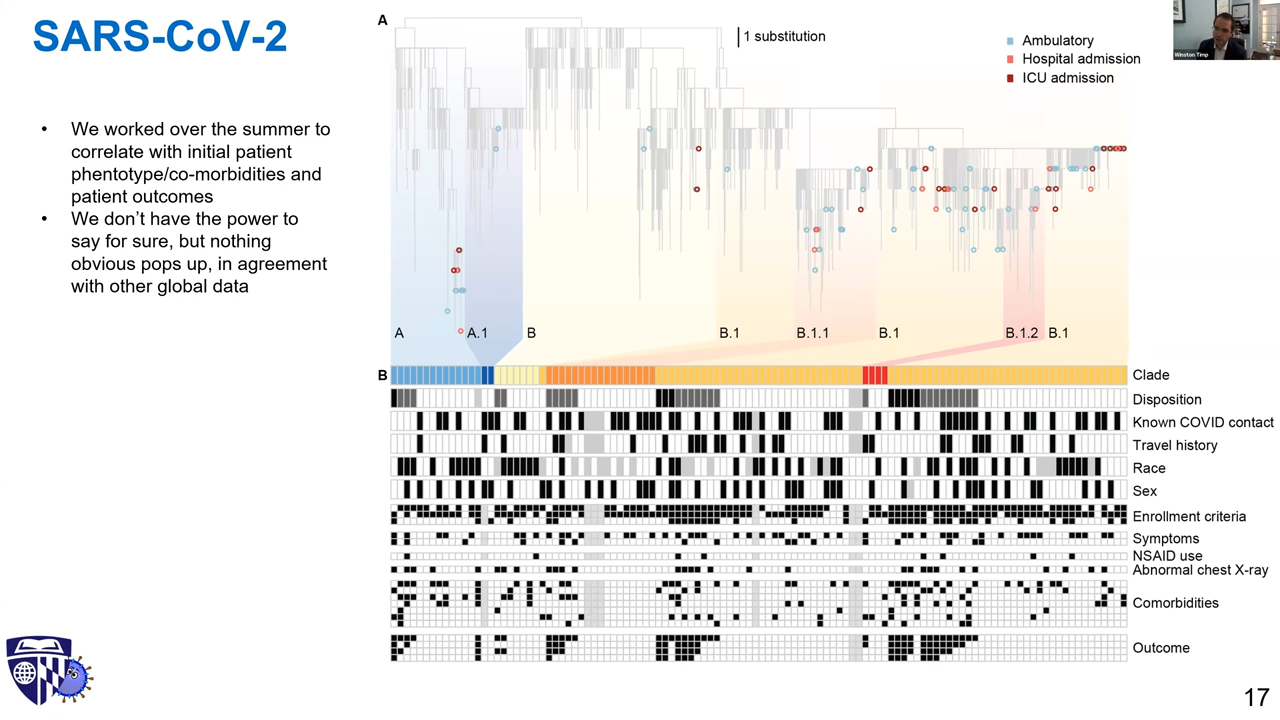 SARS-CoV-2
• We worked over the summer to
correlate with initial patient
phentotype/co-morbidities and
patient outcomes
• We don’t have the power to
say for sure, but nothing
obvious pops up, in agreement
with other global data
A
1 substitution
Ambulatory
Hospital admission
ICU admission
A
A.1
B
B.1
B.1.1
B.1
B.1.2
B.1
B
Clade
Disposition
Known COVID contact
Travel history
Race
Sex
Enrollment criteria
Symptoms
NSAID use
Abnormal chest X-ray
Comorbidities
Outcome
Winston Timp
17